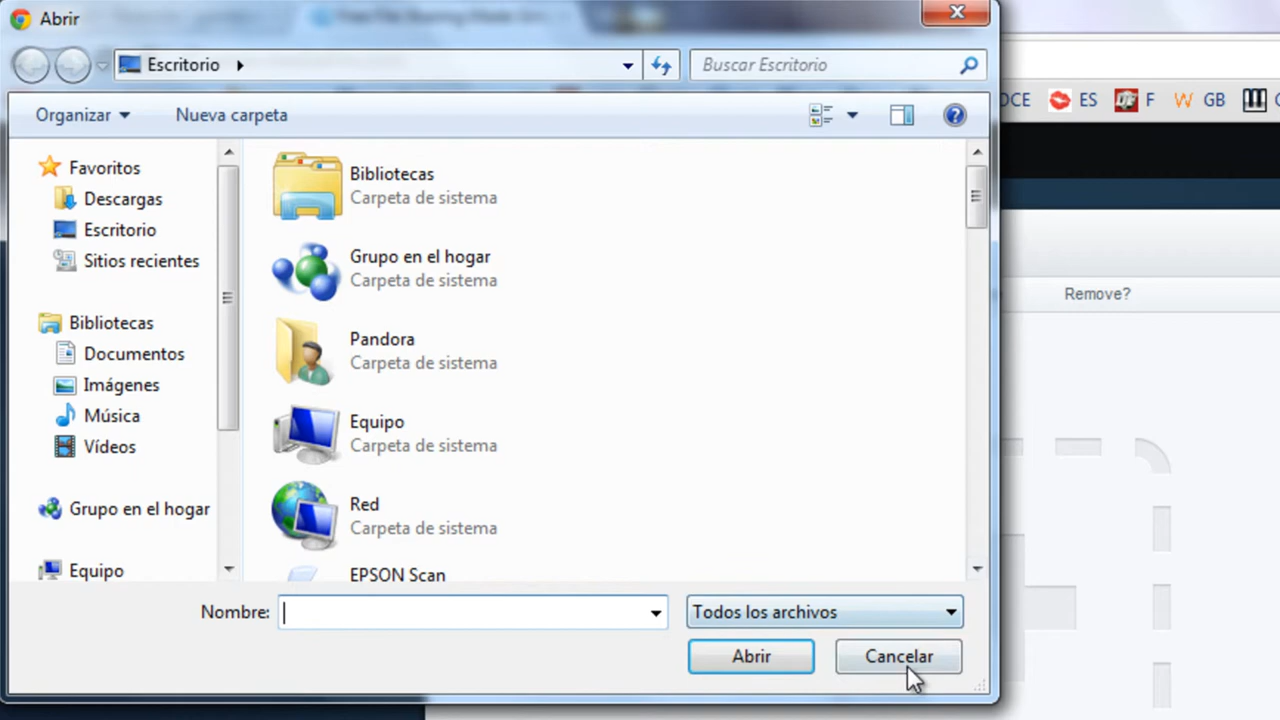 Abrir
Escritorio
Buscar Escritorio
OCE ES F W GB
Organizar
Nueva carpeta
Favoritos
Descargas
Escritorio
Sitios recientes
Bibliotecas
Documentos
Imágenes
Música
Vídeos
Grupo en el hogar
Equipo
Bibliotecas
Carpeta de sistema
Grupo en el hogar
Carpeta de sistema
Pandora
Carpeta de sistema
Equipo
Carpeta de sistema
Red
Carpeta de sistema
EPSON Scan
Remove?
Nombre:
Todos los archivos
Abrir
Cancelar